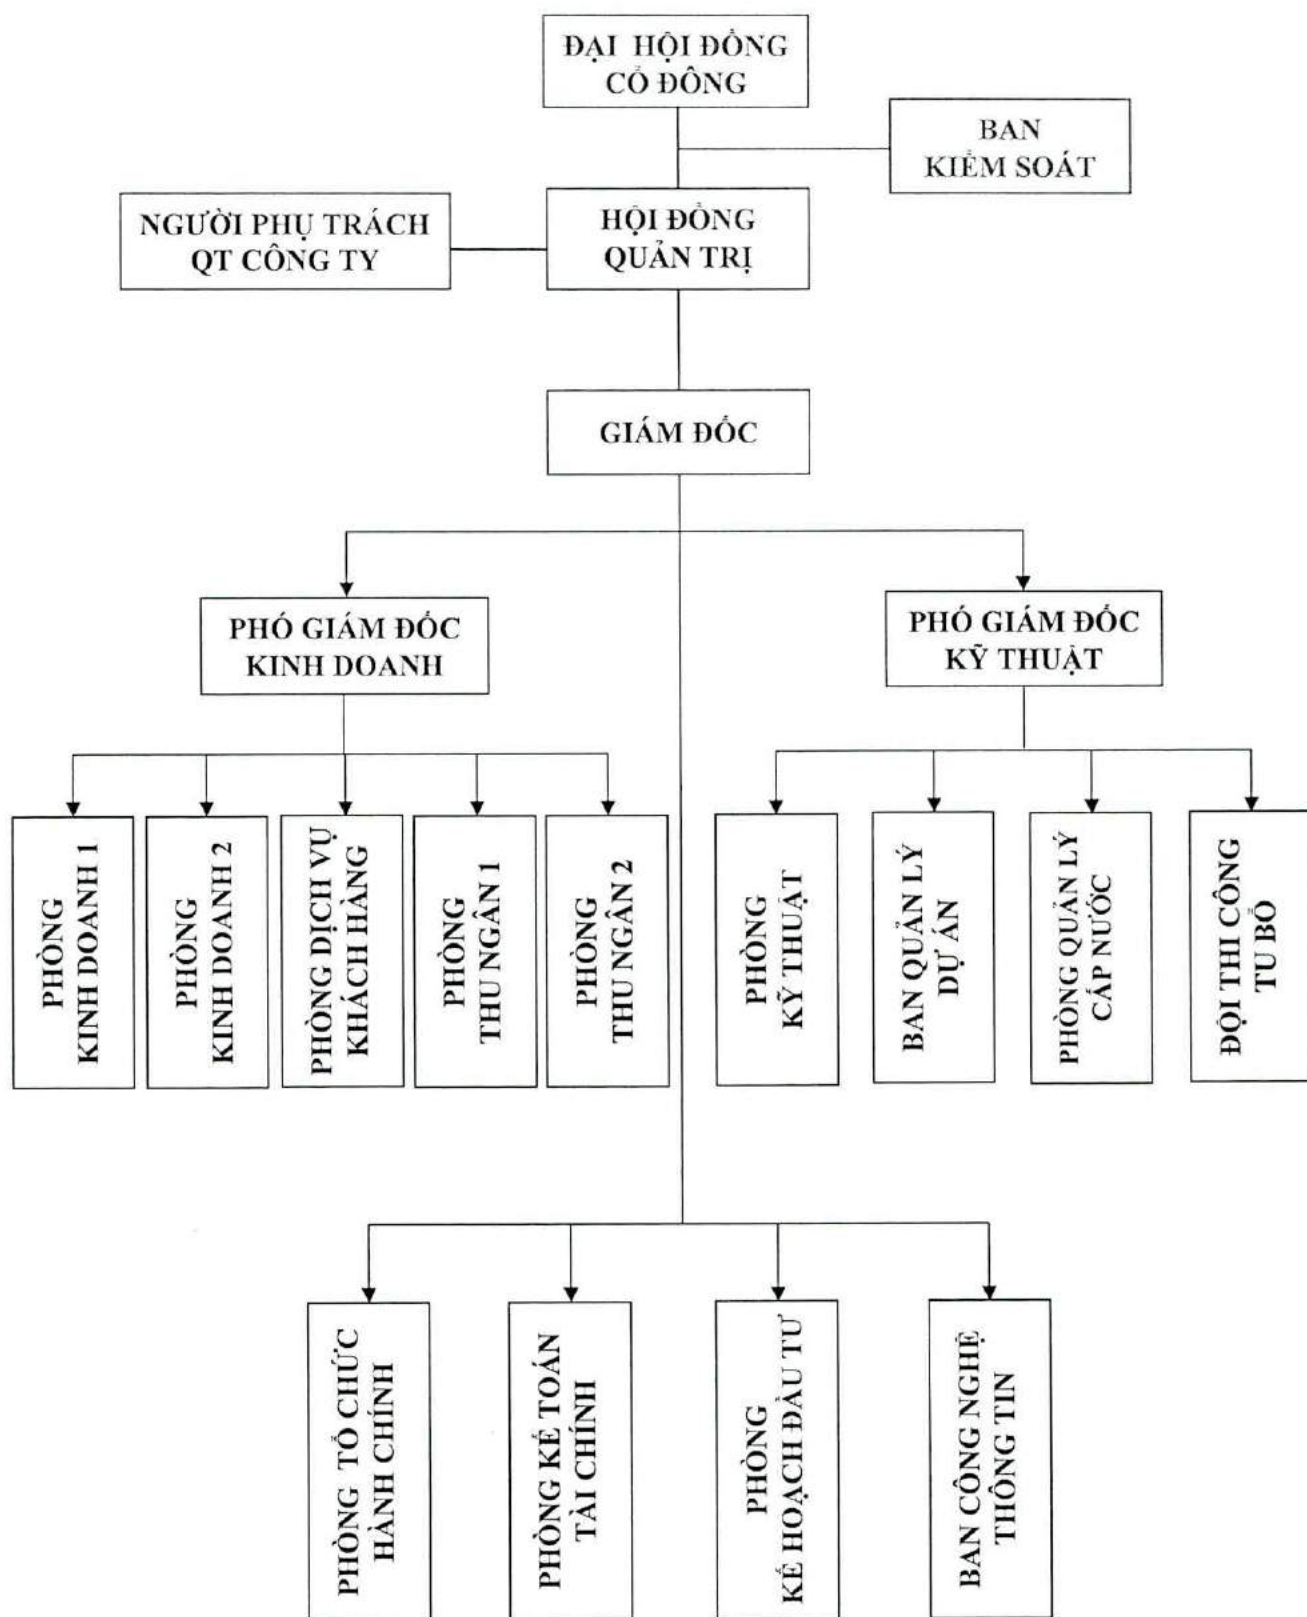 ĐẠI HỘI ĐỒNG
CỔ ĐÔNG
BAN
KIỂM SOÁT
NGƯỜI PHỤ TRÁCH
QT CÔNG TY
HỘI ĐỒNG
QUẢN TRỊ
GIÁM ĐỐC
PHÓ GIÁM ĐỐC
KINH DOANH
PHÓ GIÁM ĐỐC
KỸ THUẬT
PHÒNG
KINH DOANH 1
PHÒNG
KINH DOANH 2
PHÒNG DỊCH VỤ
KHÁCH HÀNG
PHÒNG
THU NGÂN 1
PHÒNG
THU NGÂN 2
PHÒNG
KỸ THUẬT
BAN QUẢN LÝ
DỰ ÁN
PHÒNG QUẢN LÝ
CẤP NƯỚC
ĐỘI THI CÔNG
TU BỔ
PHÒNG TỔ CHỨC
HÀNH CHÍNH
PHÒNG KẾ TOÁN
TÀI CHÍNH
PHÒNG
KẾ HOẠCH ĐẦU TƯ
BAN CÔNG NGHỆ
THÔNG TIN